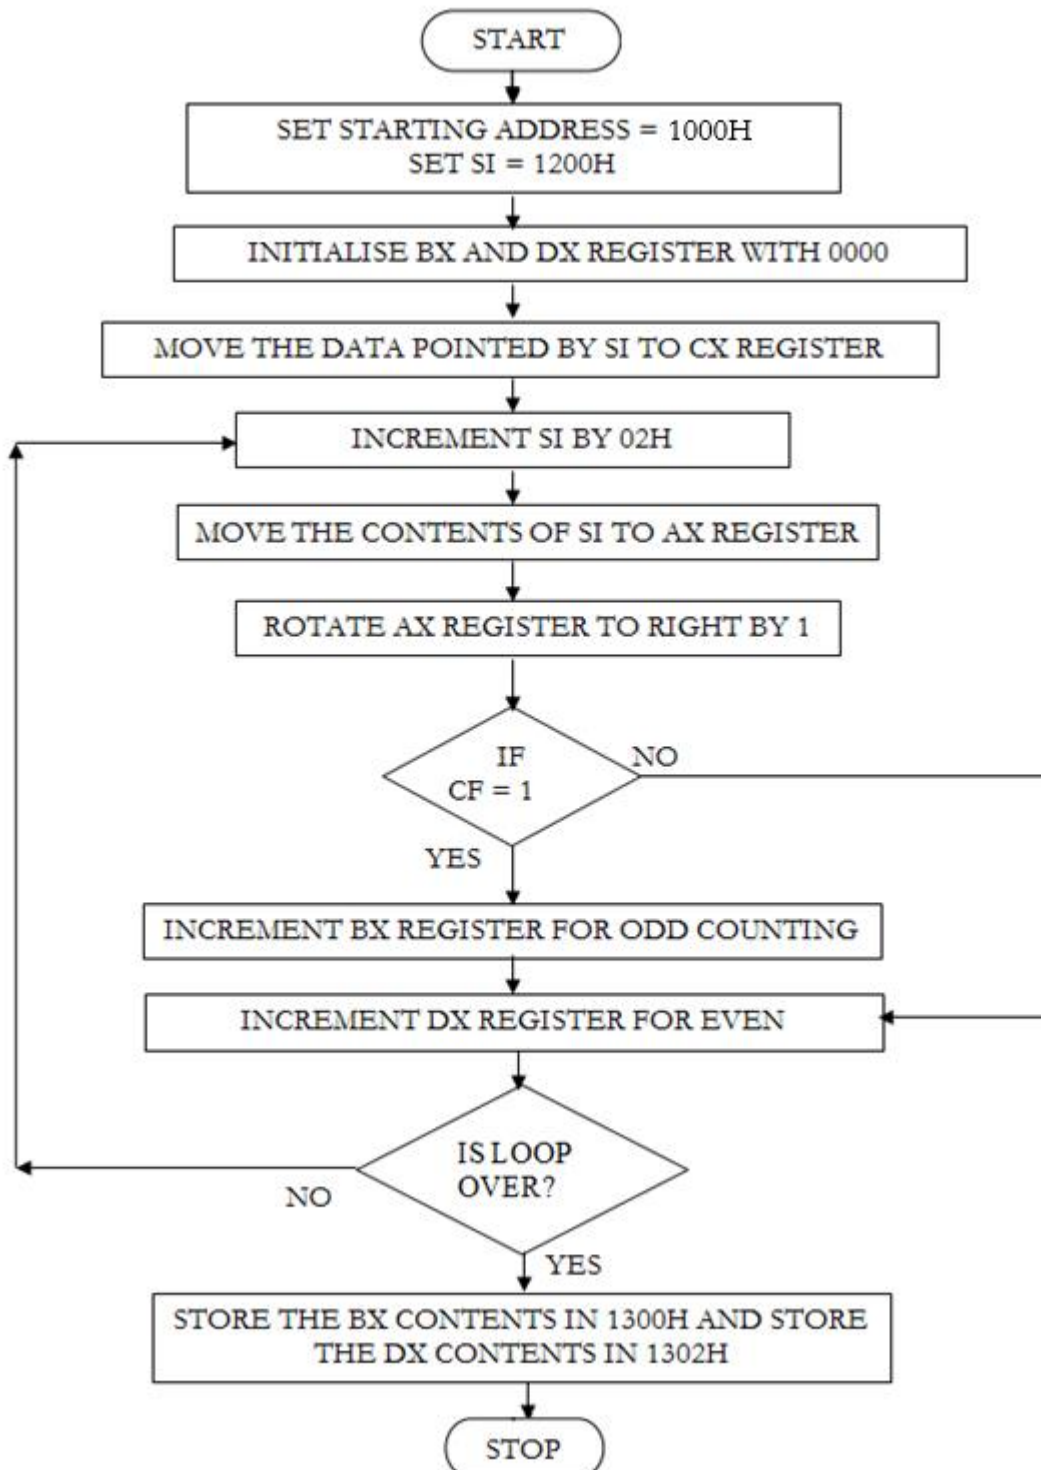 START
SET STARTING ADDRESS = 1000H
SET SI = 1200H
INITIALISE BX AND DX REGISTER WITH 0000
MOVE THE DATA POINTED BY SI TO CX REGISTER
INCREMENT SI BY 02H
MOVE THE CONTENTS OF SI TO AX REGISTER
ROTATE AX REGISTER TO RIGHT BY 1
IF
CF = 1
NO
YES
INCREMENT BX REGISTER FOR ODD COUNTING
INCREMENT DX REGISTER FOR EVEN
IS LOOP
OVER?
NO
YES
STORE THE BX CONTENTS IN 1300H AND STORE
THE DX CONTENTS IN 1302H
STOP